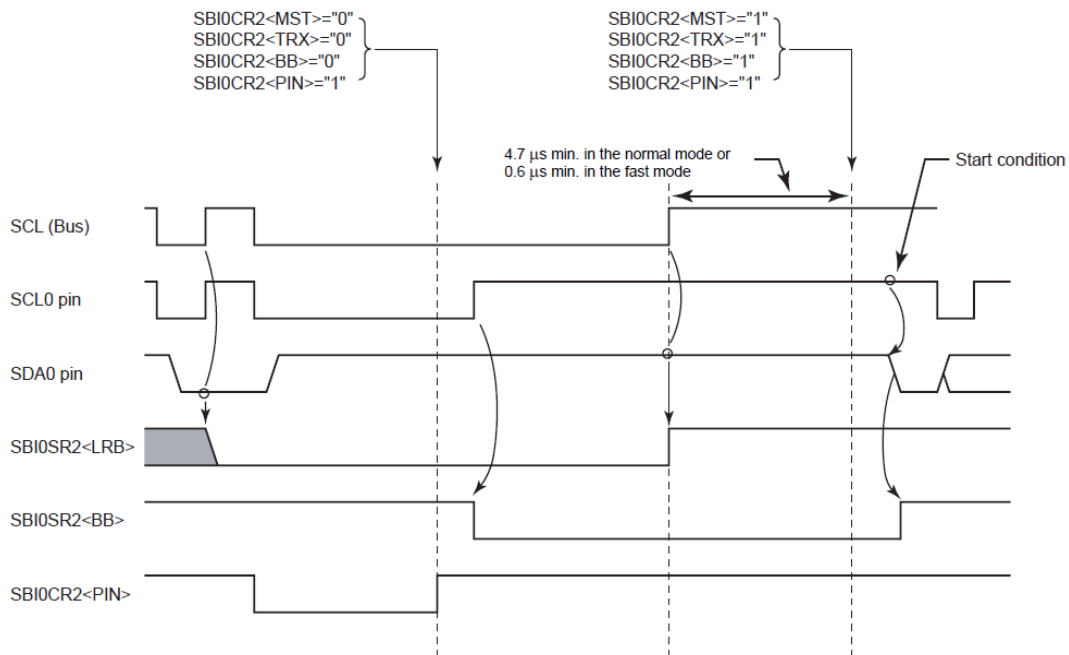 SBI0CR2<MST>="0"
SBI0CR2<TRX>="0"
SBI0CR2<BB>="0"
SBI0CR2<PIN>="1"
SBI0CR2<MST>="1"
SBI0CR2<TRX>="1"
SBI0CR2<BB>="1"
SBI0CR2<PIN>="1"
4.7 μs min. in the normal mode or
0.6 μs min. in the fast mode
Start condition
SCL (Bus)
SCL0 pin
SDA0 pin
SBI0SR2<LRB>
SBI0SR2<BB>
SBI0CR2<PIN>